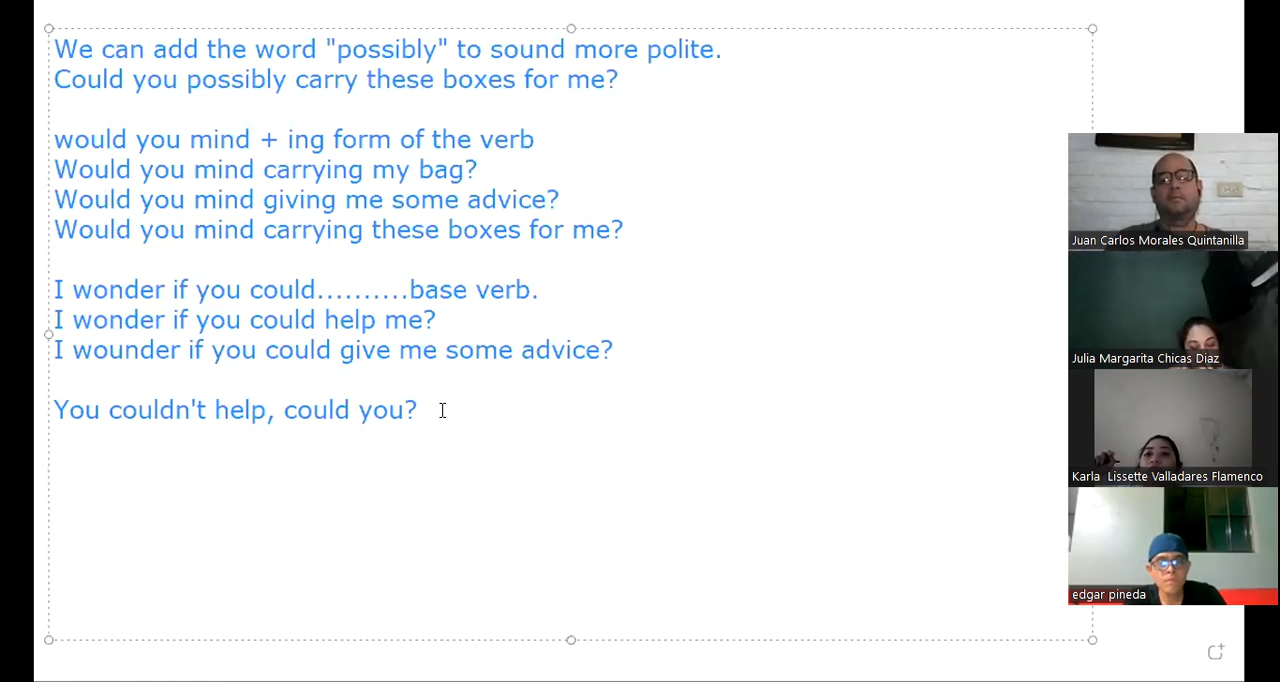 We can add the word "possibly" to sound more polite.
Could you possibly carry these boxes for me?
would you mind + ing form of the verb
Would you mind carrying my bag?
Would you mind giving me some advice?
Would you mind carrying these boxes for me?
I wonder if you could..........base verb.
I wonder if you could help me?
I wounder if you could give me some advice?
You couldn't help, could you?
Juan Carlos Morales Quintanilla
Julia Margarita Chicas Diaz
Karla Lissette Valladares Flamenco
edgar pineda